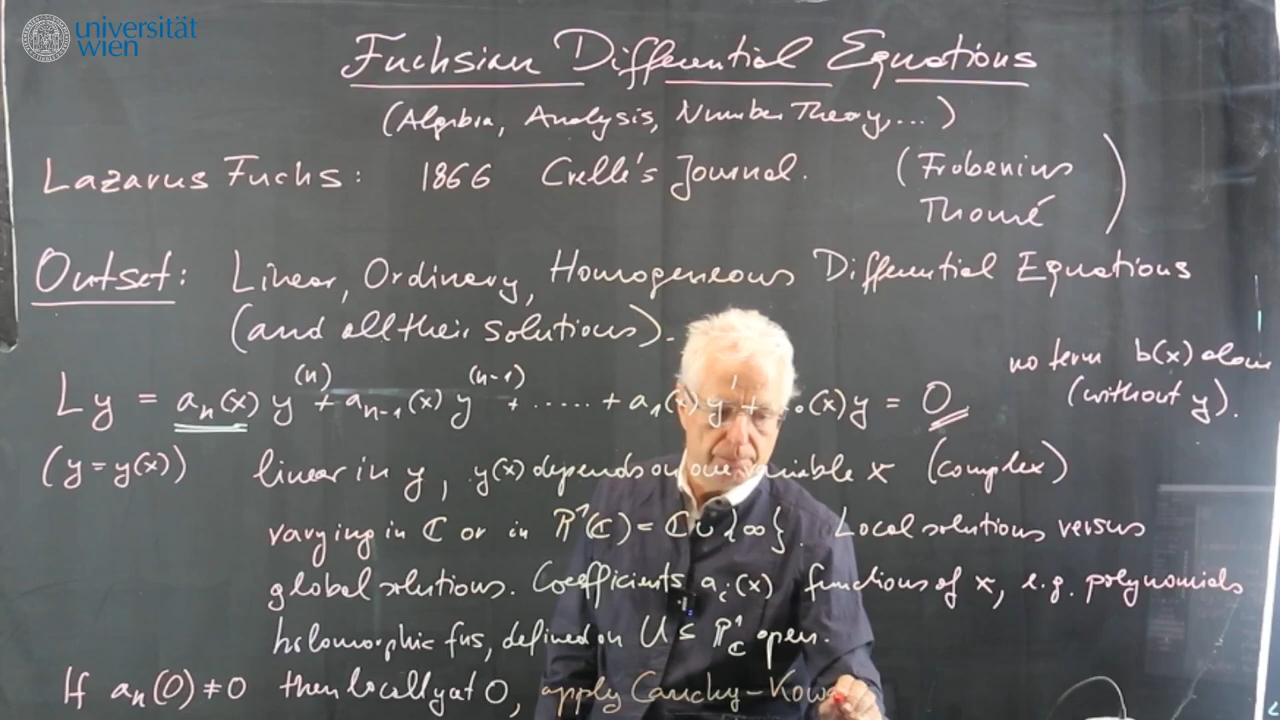 universität
wien
Fuchsian Differential Equations
(Algebra, Analysis, Number Theory, ...)
Lazarus Fuchs: 1866 Crelle's Journal. (Frobenius
Thomé)
Outset: Linear, Ordinary, Homogeneous Differential Equations
(and all their solutions).
no term b(x) alone
(without y).
Ly = aₙ(x) y⁽ⁿ⁾ + aₙ₋₁(x) y⁽ⁿ⁻¹⁾ + ..... + a₁(x) y' + a₀(x) y = 0
(y = y(x)) linear in y, y(x) depends on one variable x (complex)
varying in ℂ or in ℙ¹(ℂ) = ℂ ∪ {∞}. Local solutions versus
global solutions. Coefficients aᵢ(x) functions of x, e.g. polynomials
holomorphic fns, defined on U ⊆ ℙ¹_ℂ open.
If aₙ(0) ≠ 0 then locally at 0, apply Cauchy-Kowa